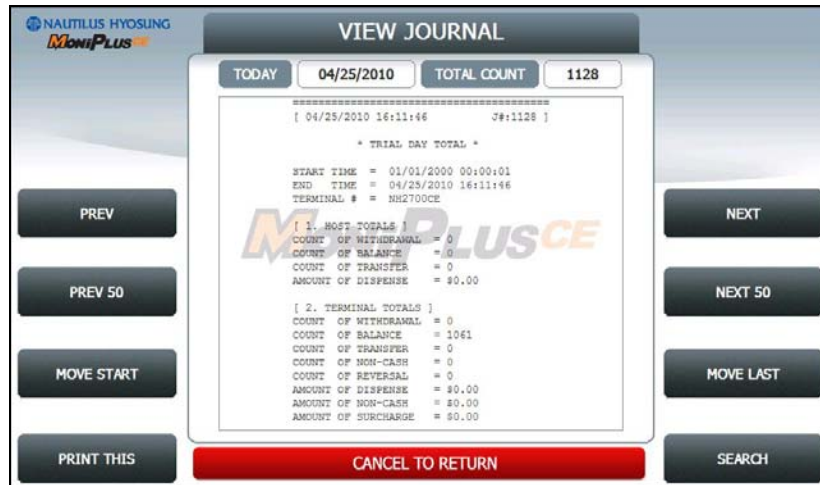 NAUTILUS HYOSUNG
MONIPLUS CE
VIEW JOURNAL
TODAY 04/25/2010 TOTAL COUNT 1128
========================================
[ 04/25/2010 16:11:46 J#:1128 ]
* TRIAL DAY TOTAL *
START TIME = 01/01/2000 00:00:01
END TIME = 04/25/2010 16:11:46
TERMINAL # = NH2700CE
[ 1. HOST TOTALS ]
COUNT OF WITHDRAWAL = 0
COUNT OF BALANCE = 0
COUNT OF TRANSFER = 0
AMOUNT OF DISPENSE = $0.00
[ 2. TERMINAL TOTALS ]
COUNT OF WITHDRAWAL = 0
COUNT OF BALANCE = 1061
COUNT OF TRANSFER = 0
COUNT OF NON-CASH = 0
COUNT OF REVERSAL = 0
AMOUNT OF DISPENSE = $0.00
AMOUNT OF NON-CASH = $0.00
AMOUNT OF SURCHARGE = $0.00
MONIPLUS CE
PREV
PREV 50
MOVE START
PRINT THIS
NEXT
NEXT 50
MOVE LAST
SEARCH
CANCEL TO RETURN